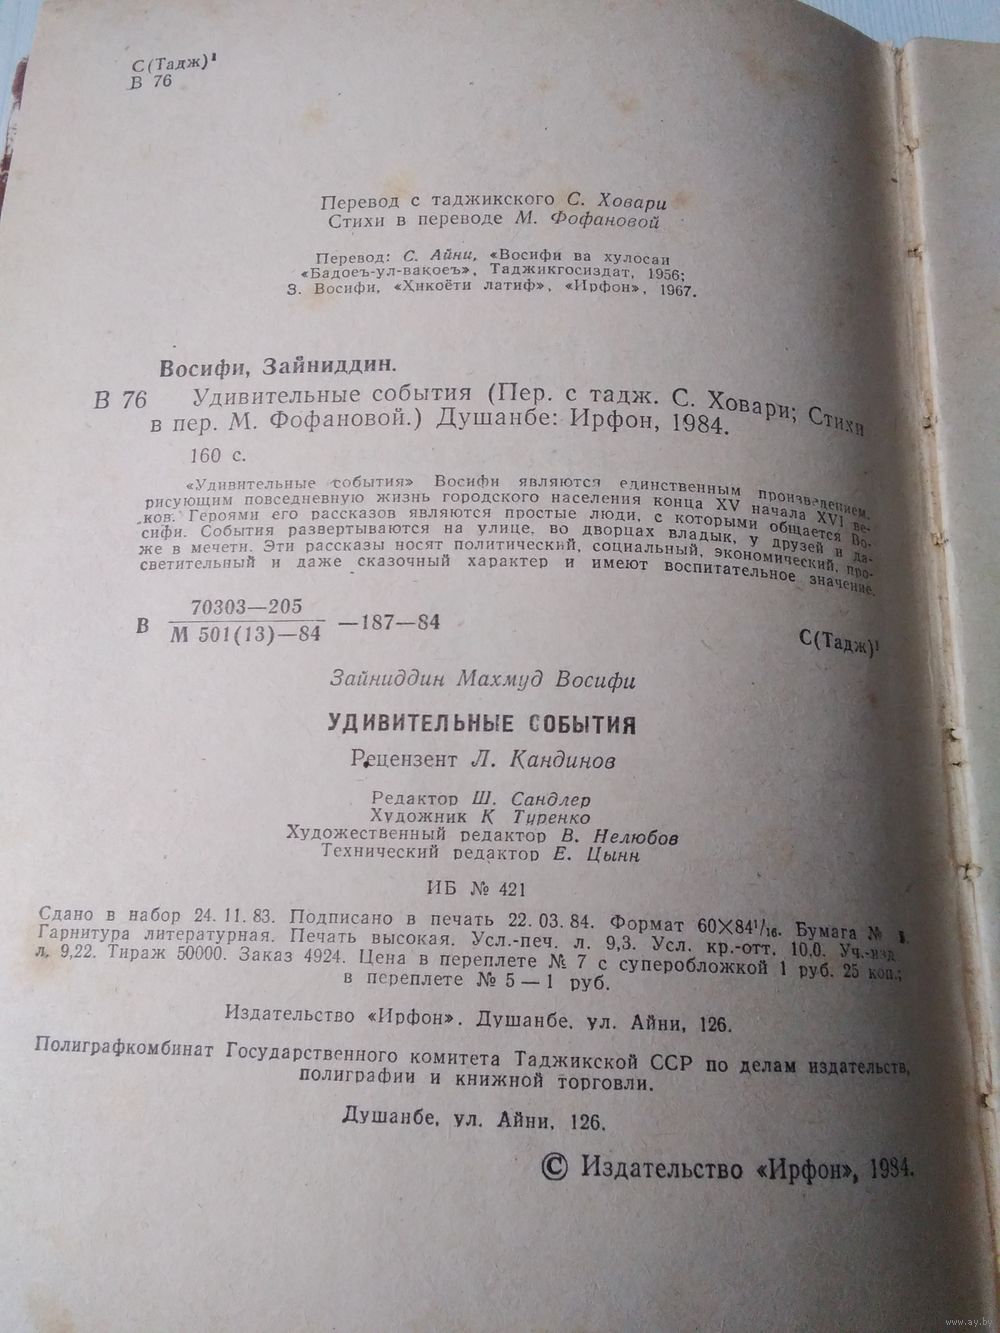 С(Тадж)¹
В 76
Перевод с таджикского С. Ховари
Стихи в переводе М. Фофановой
Перевод: С. Айни, «Восифи ва хулосаи
«Бадоеъ-ул-вақоеъ», Таджикгосиздат, 1956;
З. Восифи, «Ҳикоёти латиф», «Ирфон», 1967.
Восифи, Зайниддин.
В 76 Удивительные события (Пер. с тадж. С. Ховари; Стихи
в пер. М. Фофановой.) Душанбе: Ирфон, 1984.
160 с.
«Удивительные события» Восифи являются единственным произведением,
рисующим повседневную жизнь городского населения конца XV начала XVI ве-
ков. Героями его рассказов являются простые люди, с которыми общается Во-
сифи. События развертываются на улице, во дворцах владык, у друзей и да-
же в мечети. Эти рассказы носят политический, социальный, экономический, про-
светительный и даже сказочный характер и имеют воспитательное значение.
В 70303—205
М 501(13)—84 —187—84
С(Тадж)¹
Зайниддин Махмуд Восифи
УДИВИТЕЛЬНЫЕ СОБЫТИЯ
Рецензент Л. Кандинов
Редактор Ш. Сандлер
Художник К Туренко
Художественный редактор В. Нелюбов
Технический редактор Е. Цынн
ИБ № 421
Сдано в набор 24. 11. 83. Подписано в печать 22. 03. 84. Формат 60×84¹/₁₆. Бумага №
Гарнитура литературная. Печать высокая. Усл.-печ. л. 9,3. Усл. кр.-отт. 10,0. Уч.-изд
л. 9,22. Тираж 50000. Заказ 4924. Цена в переплете № 7 с суперобложкой 1 руб. 25 коп.;
в переплете № 5 — 1 руб.
Издательство «Ирфон». Душанбе, ул. Айни, 126.
Полиграфкомбинат Государственного комитета Таджикской ССР по делам издательств,
полиграфии и книжной торговли.
Душанбе, ул. Айни, 126.
© Издательство «Ирфон», 1984.
www.ay.by